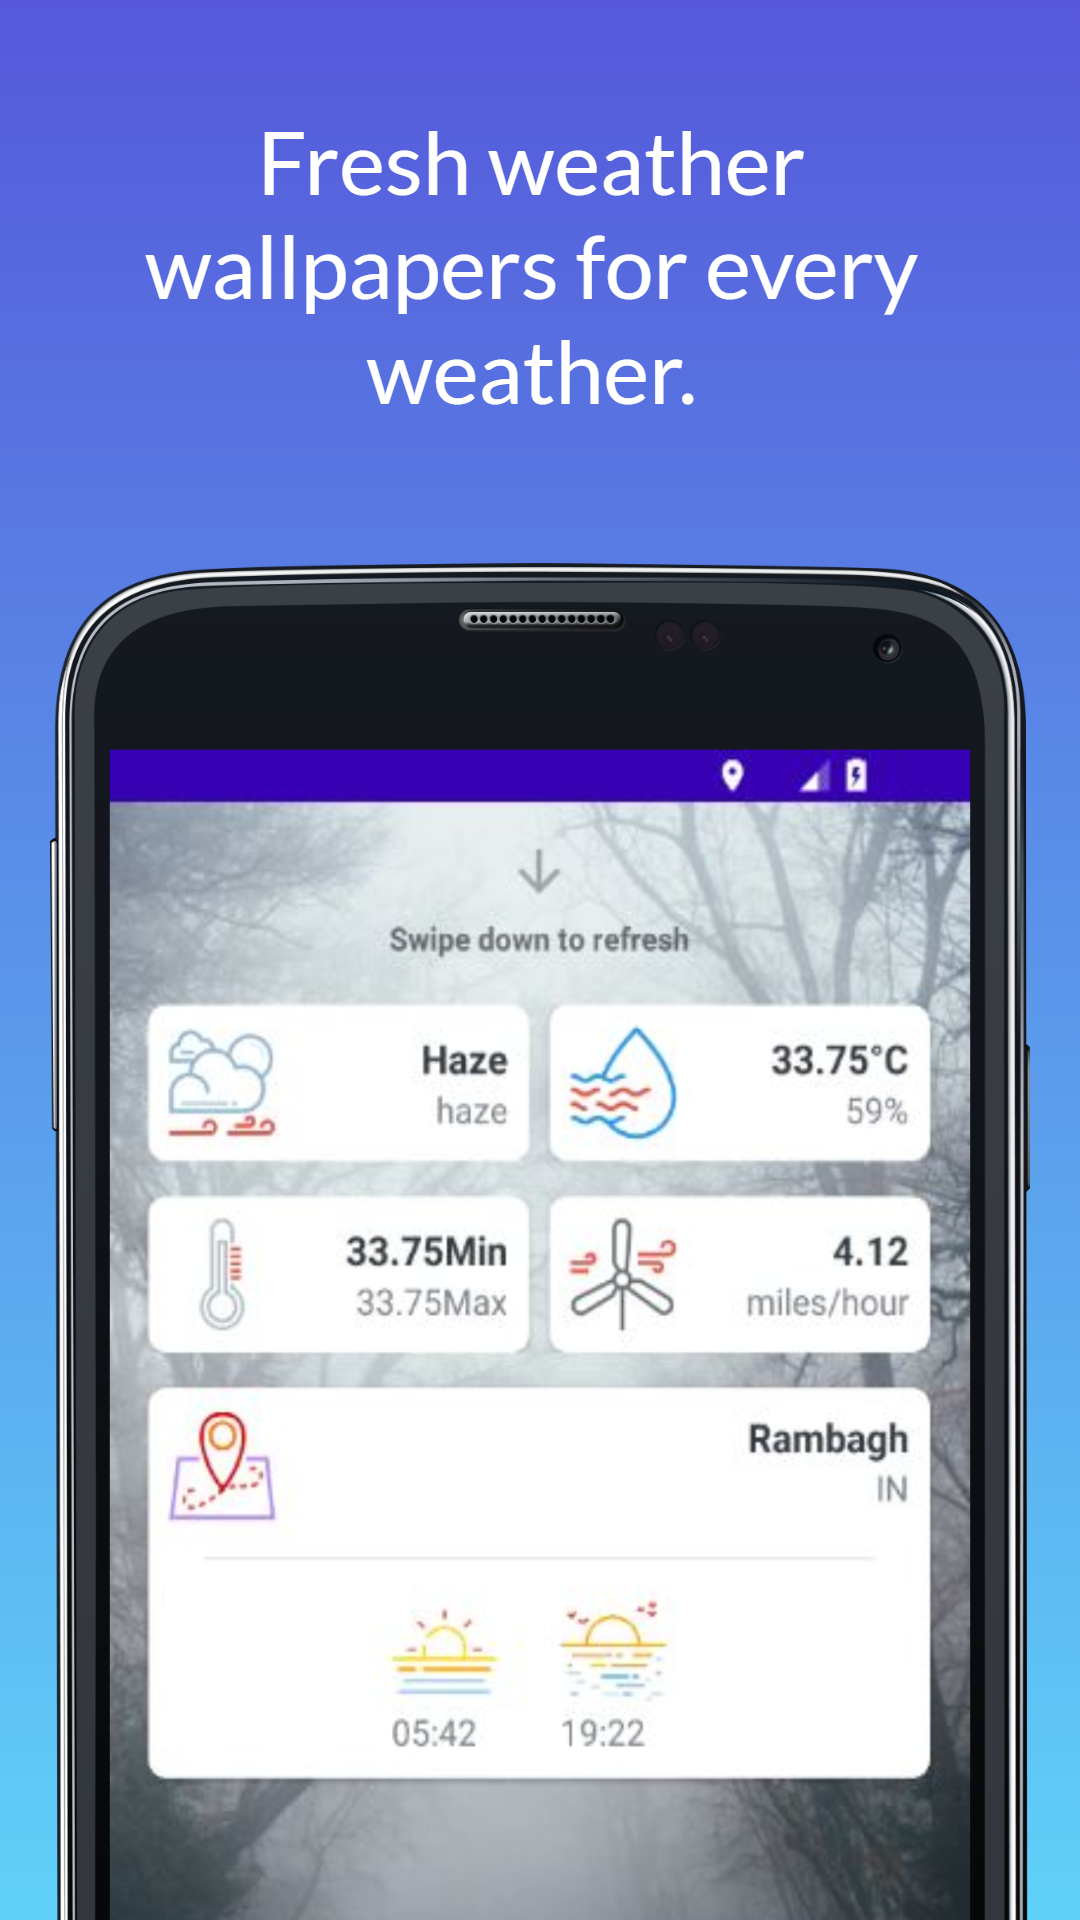 Fresh weather
wallpapers for every
weather.
Swipe down to refresh
Haze
haze
33.75°C
59%
33.75Min
33.75Max
4.12
miles/hour
Rambagh
IN
05:42
19:22